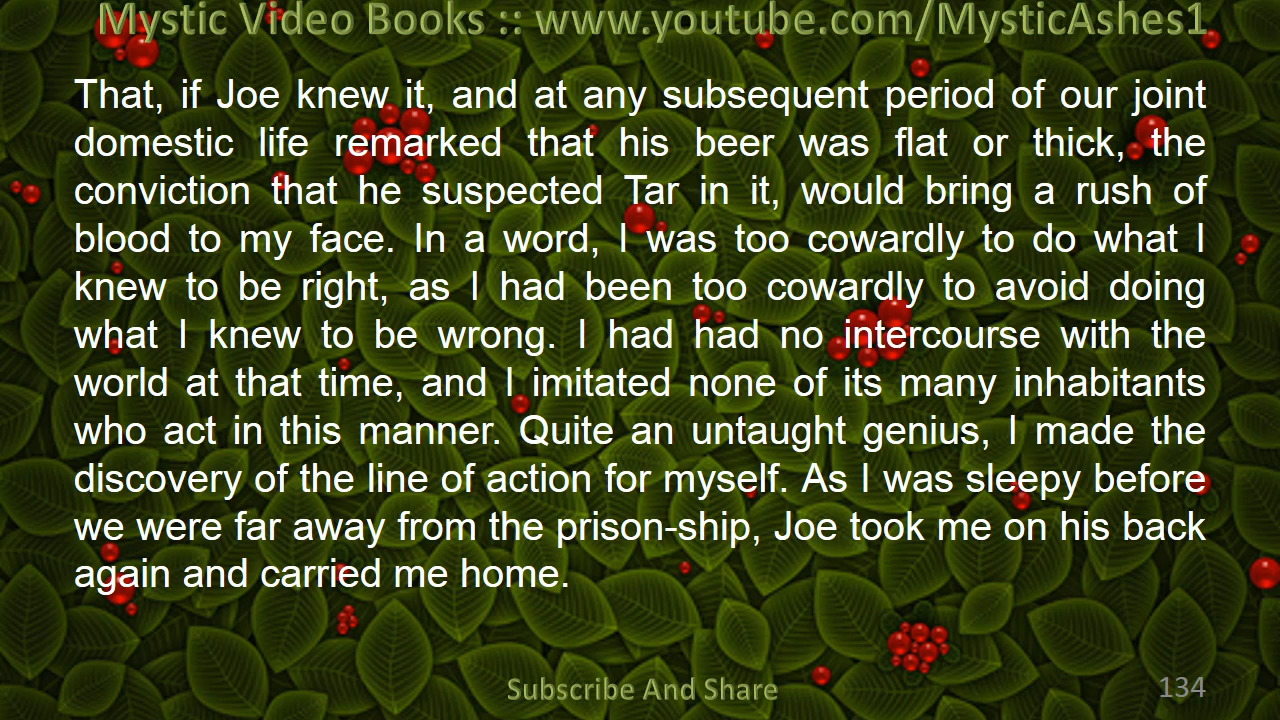 Mystic Video Books :: www.youtube.com/MysticAshes1
That, if Joe knew it, and at any subsequent period of our joint
domestic life remarked that his beer was flat or thick, the
conviction that he suspected Tar in it, would bring a rush of
blood to my face. In a word, I was too cowardly to do what I
knew to be right, as I had been too cowardly to avoid doing
what I knew to be wrong. I had had no intercourse with the
world at that time, and I imitated none of its many inhabitants
who act in this manner. Quite an untaught genius, I made the
discovery of the line of action for myself. As I was sleepy before
we were far away from the prison-ship, Joe took me on his back
again and carried me home.
Subscribe And Share
134